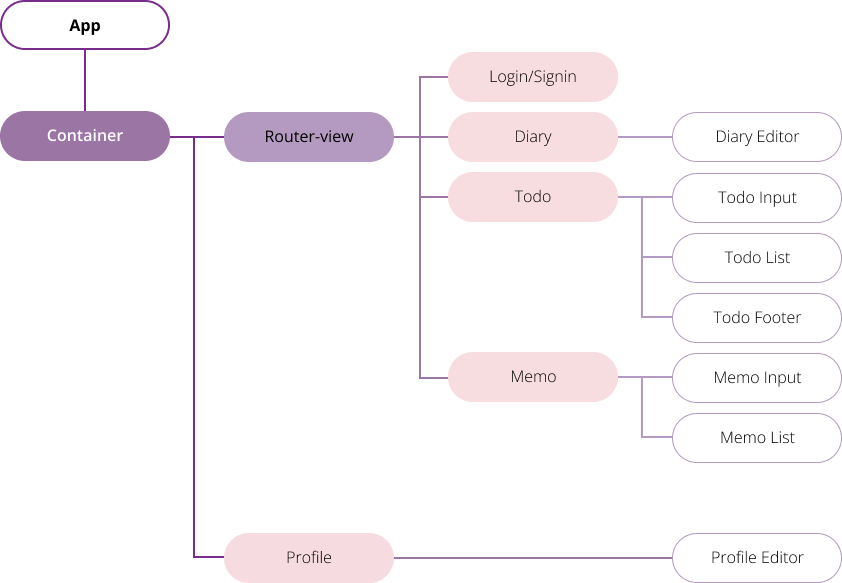 App
Container
Router-view
Login/Signin
Diary
Diary Editor
Todo
Todo Input
Todo List
Todo Footer
Memo
Memo Input
Memo List
Profile
Profile Editor